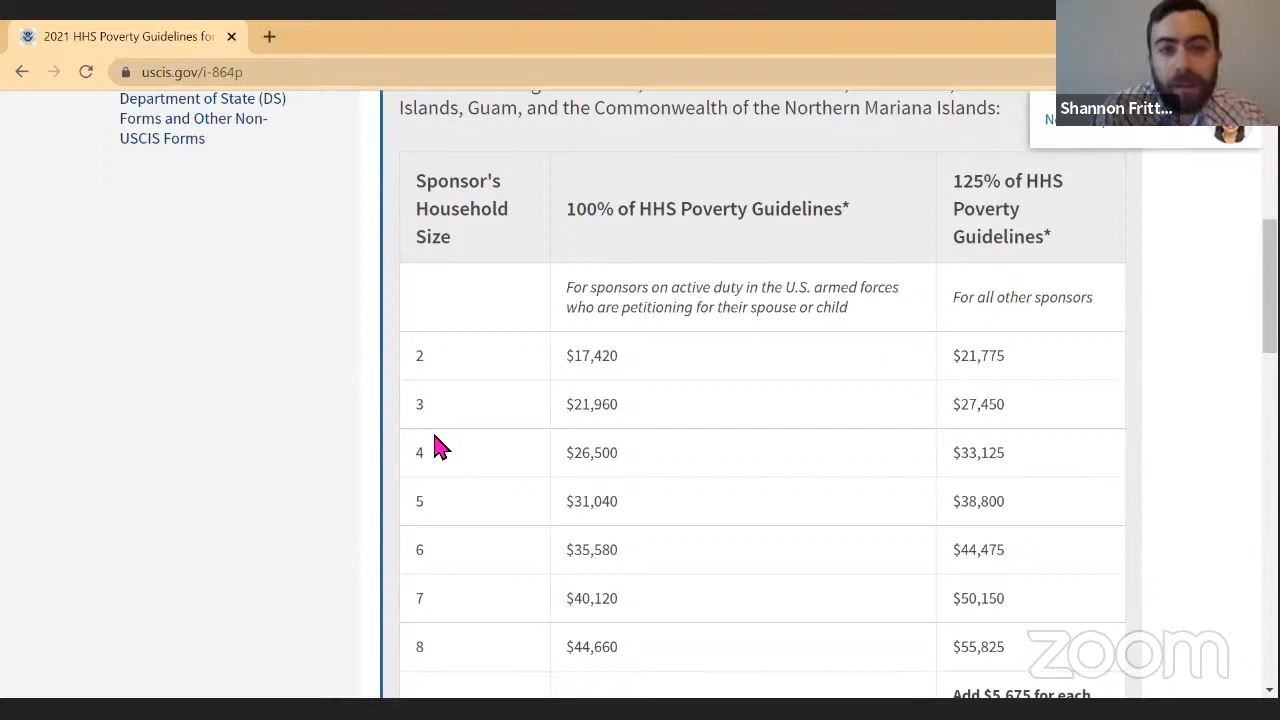 2021 HHS Poverty Guidelines for
uscis.gov/i-864p
Shannon Fritt...
Department of State (DS)
Forms and Other Non-
USCIS Forms
Islands, Guam, and the Commonwealth of the Northern Mariana Islands:
Sponsor's
Household
Size
100% of HHS Poverty Guidelines*
125% of HHS
Poverty
Guidelines*
For sponsors on active duty in the U.S. armed forces
who are petitioning for their spouse or child
For all other sponsors
2 $17,420 $21,775
3 $21,960 $27,450
4 $26,500 $33,125
5 $31,040 $38,800
6 $35,580 $44,475
7 $40,120 $50,150
8 $44,660 $55,825
Add $5,675 for each
zoom